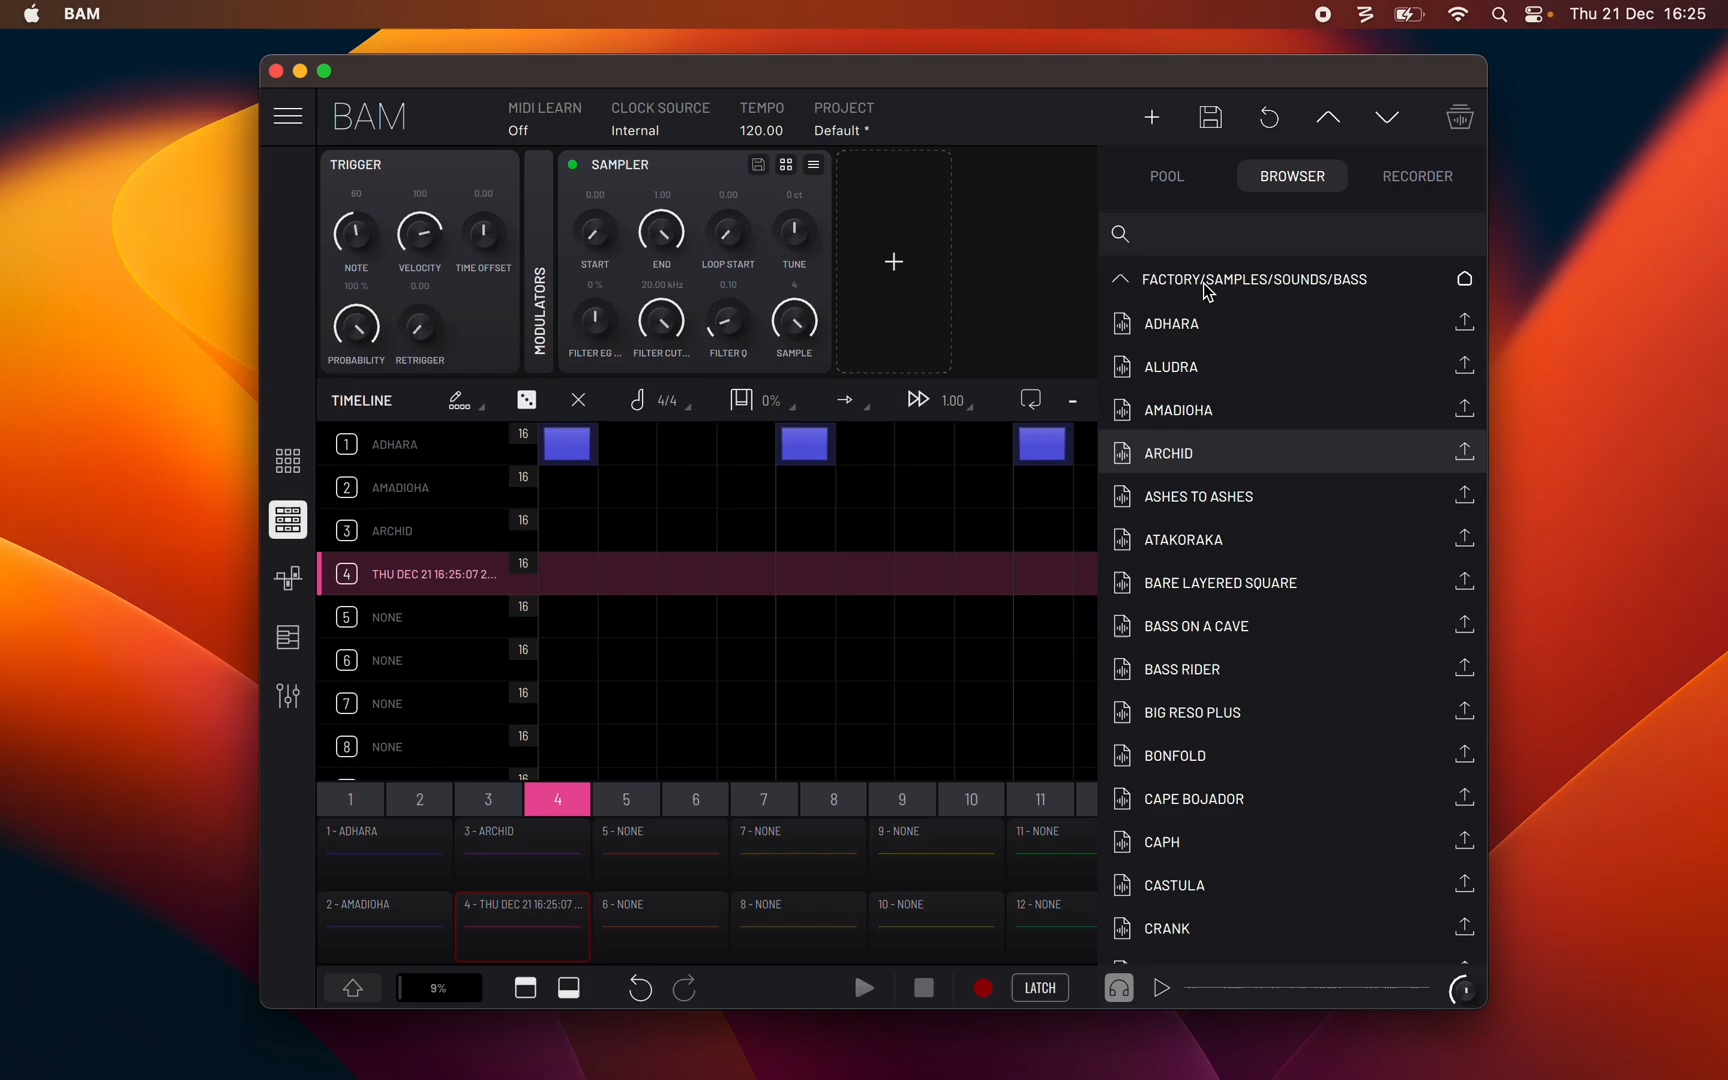 BAM
Thu 21 Dec 16:25
BAM
MIDI LEARN
Off
CLOCK SOURCE
Internal
TEMPO
120.00
PROJECT
Default *
TRIGGER
60
100
0.00
NOTE
VELOCITY
TIME OFFSET
100 %
0.00
PROBABILITY
RETRIGGER
MODULATORS
SAMPLER
0.00
1.00
0.00
0 ct
START
END
LOOP START
TUNE
0 %
20.00 kHz
0.10
4
FILTER EG ...
FILTER CUT...
FILTER Q
SAMPLE
POOL
BROWSER
RECORDER
FACTORY/SAMPLES/SOUNDS/BASS
ADHARA
ALUDRA
AMADIOHA
ARCHID
ASHES TO ASHES
ATAKORAKA
BARE LAYERED SQUARE
BASS ON A CAVE
BASS RIDER
BIG RESO PLUS
BONFOLD
CAPE BOJADOR
CAPH
CASTULA
CRANK
TIMELINE
4/4
0%
1.00
1 ADHARA 16
2 AMADIOHA 16
3 ARCHID 16
4 THU DEC 21 16:25:07 2... 16
5 NONE 16
6 NONE 16
7 NONE 16
8 NONE 16
16
1 2 3 4 5 6 7 8 9 10 11
1 - ADHARA
3 - ARCHID
5 - NONE
7 - NONE
9 - NONE
11 - NONE
2 - AMADIOHA
4 - THU DEC 21 16:25:07 ...
6 - NONE
8 - NONE
10 - NONE
12 - NONE
9%
LATCH